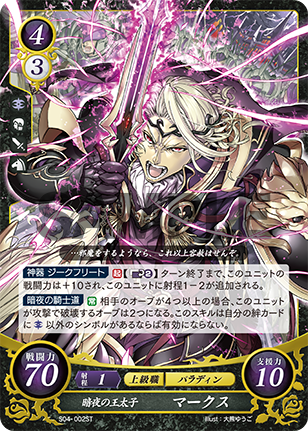 4
3
…邪魔をするようなら、これ以上容赦はせんぞ。
神器 ジークフリート 起 [翻2] ターン終了まで、このユニットの
戦闘力は+10され、このユニットに射程1-2が追加される。
暗夜の騎士道 常 相手のオーブが4つ以上の場合、このユニット
が攻撃で破壊するオーブは2つになる。このスキルは自分の絆カード
に 以外のシンボルがあるならば有効にならない。
戦闘力 70
射程 1
上級職
パラディン
支援力 10
暗夜の王太子 マークス
S04-002ST
Illust:大熊ゆうご